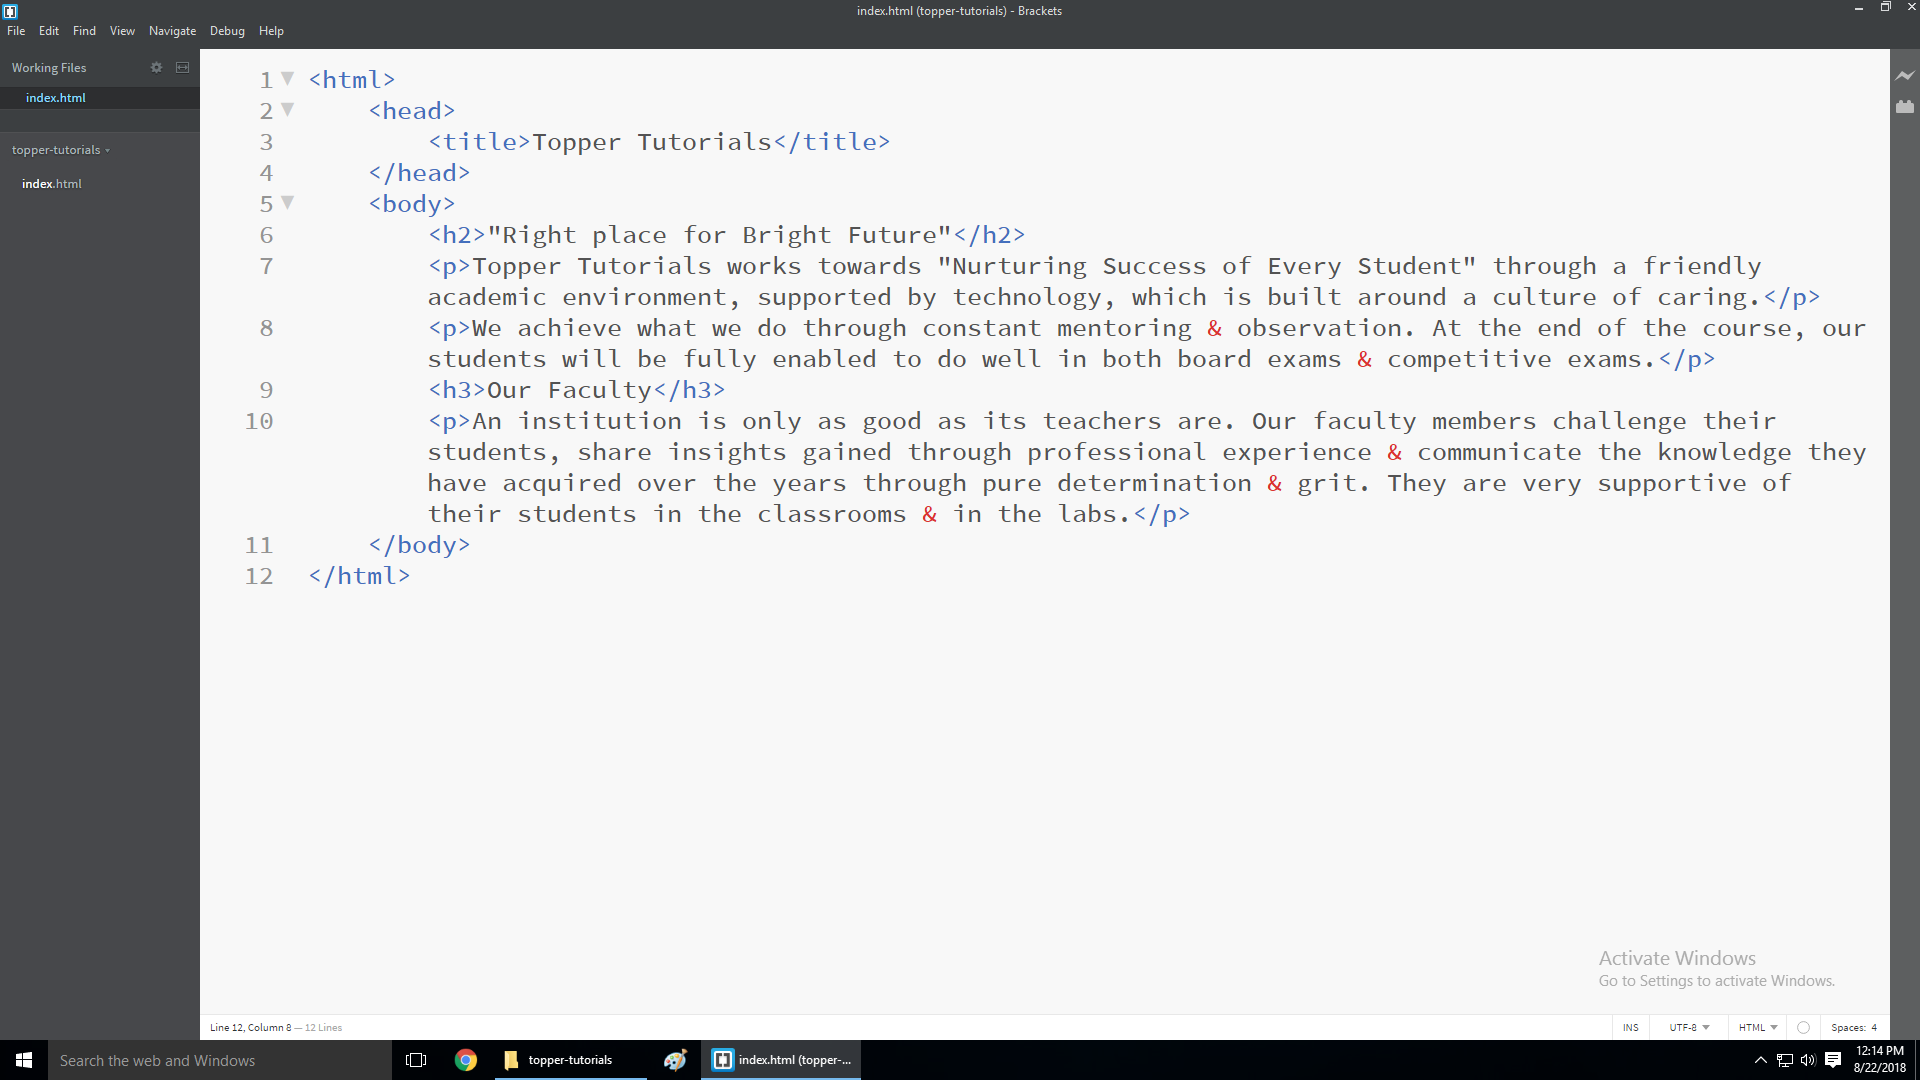 index.html (topper-tutorials) - Brackets
File Edit Find View Navigate Debug Help
Working Files
index.html
topper-tutorials
index.html
1 <html>
2 <head>
3 <title>Topper Tutorials</title>
4 </head>
5 <body>
6 <h2>"Right place for Bright Future"</h2>
7 <p>Topper Tutorials works towards "Nurturing Success of Every Student" through a friendly
academic environment, supported by technology, which is built around a culture of caring.</p>
8 <p>We achieve what we do through constant mentoring & observation. At the end of the course, our
students will be fully enabled to do well in both board exams & competitive exams.</p>
9 <h3>Our Faculty</h3>
10 <p>An institution is only as good as its teachers are. Our faculty members challenge their
students, share insights gained through professional experience & communicate the knowledge they
have acquired over the years through pure determination & grit. They are very supportive of
their students in the classrooms & in the labs.</p>
11 </body>
12 </html>
Activate Windows
Go to Settings to activate Windows.
Line 12, Column 8 — 12 Lines
INS UTF-8 HTML Spaces: 4
Search the web and Windows
topper-tutorials
index.html (topper-...
12:14 PM
8/22/2018